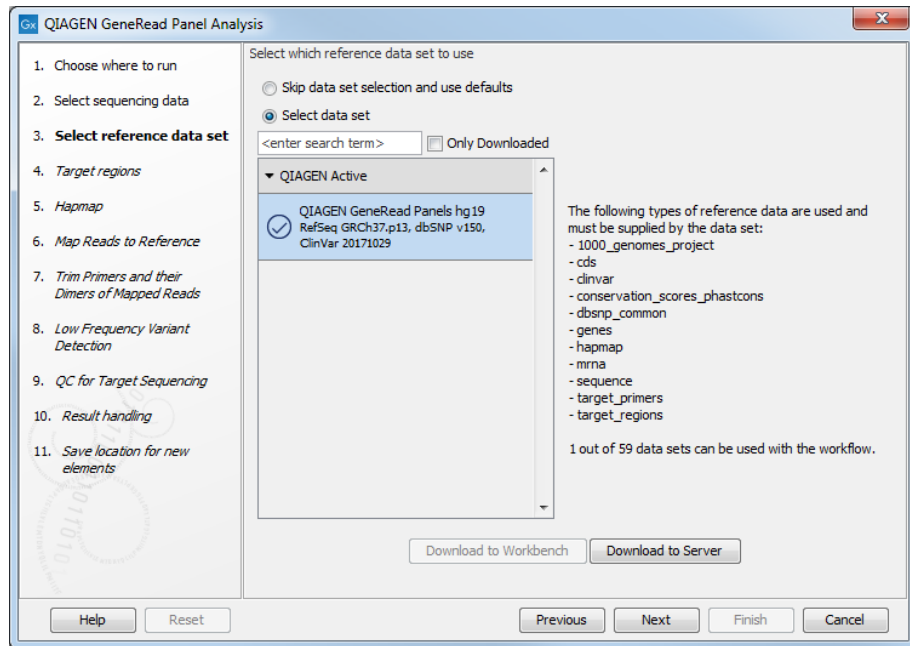 Gx QIAGEN GeneRead Panel Analysis
1. Choose where to run
2. Select sequencing data
3. Select reference data set
4. Target regions
5. Hapmap
6. Map Reads to Reference
7. Trim Primers and their
Dimers of Mapped Reads
8. Low Frequency Variant
Detection
9. QC for Target Sequencing
10. Result handling
11. Save location for new
elements
Select which reference data set to use
Skip data set selection and use defaults
Select data set
<enter search term> Only Downloaded
QIAGEN Active
QIAGEN GeneRead Panels hg19
RefSeq GRCh37.p13, dbSNP v150,
ClinVar 20171029
The following types of reference data are used and
must be supplied by the data set:
- 1000_genomes_project
- cds
- clinvar
- conservation_scores_phastcons
- dbsnp_common
- genes
- hapmap
- mrna
- sequence
- target_primers
- target_regions
1 out of 59 data sets can be used with the workflow.
Download to Workbench Download to Server
Help Reset Previous Next Finish Cancel